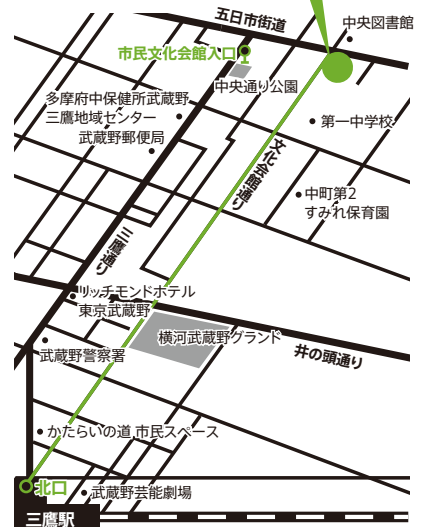 五日市街道
中央図書館
市民文化会館入口
中央通り公園
多摩府中保健所武蔵野
三鷹地域センター
第一中学校
武蔵野郵便局
文化会館通り
中町第2
すみれ保育園
三鷹通り
リッチモンドホテル
東京武蔵野
横河武蔵野グランド
井の頭通り
武蔵野警察署
かたらいの道 市民スペース
北口
武蔵野芸能劇場
三鷹駅